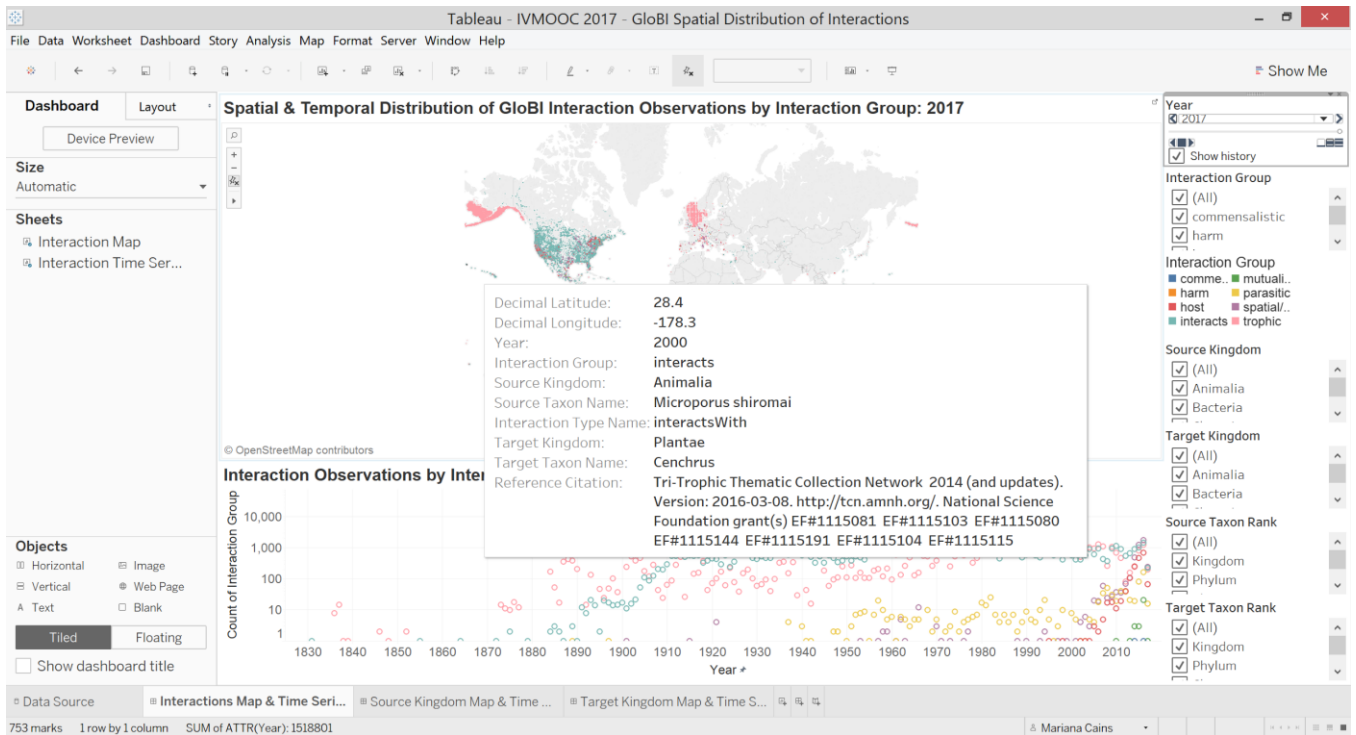 Tableau - IVMOOC 2017 - GloBI Spatial Distribution of Interactions
File Data Worksheet Dashboard Story Analysis Map Format Server Window Help
Show Me
Dashboard Layout
Device Preview
Size
Automatic
Sheets
Interaction Map
Interaction Time Ser...
Objects
Horizontal Image
Vertical Web Page
A Text Blank
Tiled Floating
Show dashboard title
Spatial & Temporal Distribution of GloBI Interaction Observations by Interaction Group: 2017
© OpenStreetMap contributors
Decimal Latitude: 28.4
Decimal Longitude: -178.3
Year: 2000
Interaction Group: interacts
Source Kingdom: Animalia
Source Taxon Name: Microporus shiromai
Interaction Type Name: interactsWith
Target Kingdom: Plantae
Target Taxon Name: Cenchrus
Reference Citation: Tri-Trophic Thematic Collection Network 2014 (and updates).
Version: 2016-03-08. http://tcn.amnh.org/. National Science
Foundation grant(s) EF#1115081 EF#1115103 EF#1115080
EF#1115144 EF#1115191 EF#1115104 EF#1115115
Interaction Observations by Inte
Count of Interaction Group
10,000
1,000
100
10
1
1830 1840 1850 1860 1870 1880 1890 1900 1910 1920 1930 1940 1950 1960 1970 1980 1990 2000 2010
Year
Year
2017
Show history
Interaction Group
(All)
commensalistic
harm
Interaction Group
comme.. mutuali..
harm parasitic
host spatial/..
interacts trophic
Source Kingdom
(All)
Animalia
Bacteria
Target Kingdom
(All)
Animalia
Bacteria
Source Taxon Rank
(All)
Kingdom
Phylum
Target Taxon Rank
(All)
Kingdom
Phylum
Data Source Interactions Map & Time Seri... Source Kingdom Map & Time ... Target Kingdom Map & Time S...
753 marks 1 row by 1 column SUM of ATTR(Year): 1518801 Mariana Cains